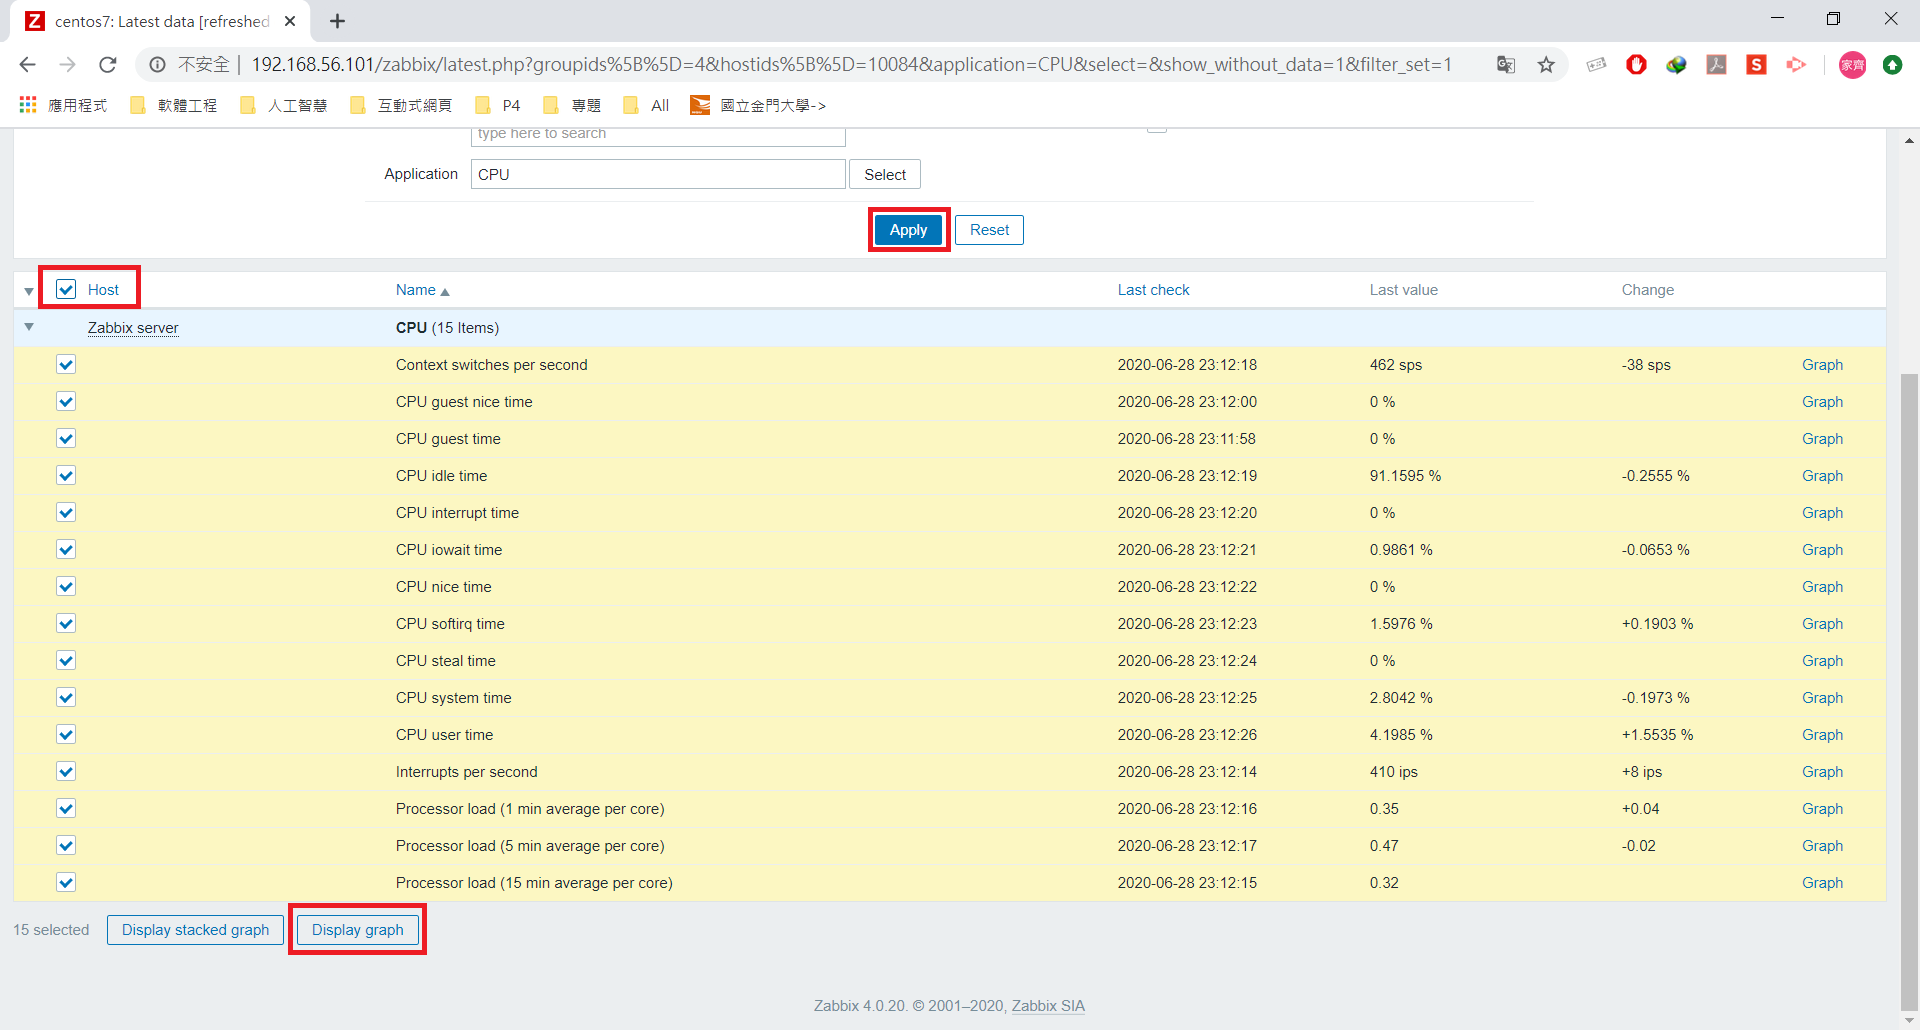 Z centos7: Latest data [refreshed
不安全 | 192.168.56.101/zabbix/latest.php?groupids%5B%5D=4&hostids%5B%5D=10084&application=CPU&select=&show_without_data=1&filter_set=1 S 家齊
應用程式 軟體工程 人工智慧 互動式網頁 P4 專題 All 國立金門大學->
type here to search
Application CPU Select
Apply Reset
Host Name Last check Last value Change
Zabbix server CPU (15 Items)
Context switches per second 2020-06-28 23:12:18 462 sps -38 sps Graph
CPU guest nice time 2020-06-28 23:12:00 0 % Graph
CPU guest time 2020-06-28 23:11:58 0 % Graph
CPU idle time 2020-06-28 23:12:19 91.1595 % -0.2555 % Graph
CPU interrupt time 2020-06-28 23:12:20 0 % Graph
CPU iowait time 2020-06-28 23:12:21 0.9861 % -0.0653 % Graph
CPU nice time 2020-06-28 23:12:22 0 % Graph
CPU softirq time 2020-06-28 23:12:23 1.5976 % +0.1903 % Graph
CPU steal time 2020-06-28 23:12:24 0 % Graph
CPU system time 2020-06-28 23:12:25 2.8042 % -0.1973 % Graph
CPU user time 2020-06-28 23:12:26 4.1985 % +1.5535 % Graph
Interrupts per second 2020-06-28 23:12:14 410 ips +8 ips Graph
Processor load (1 min average per core) 2020-06-28 23:12:16 0.35 +0.04 Graph
Processor load (5 min average per core) 2020-06-28 23:12:17 0.47 -0.02 Graph
Processor load (15 min average per core) 2020-06-28 23:12:15 0.32 Graph
15 selected Display stacked graph Display graph
Zabbix 4.0.20. © 2001–2020, Zabbix SIA